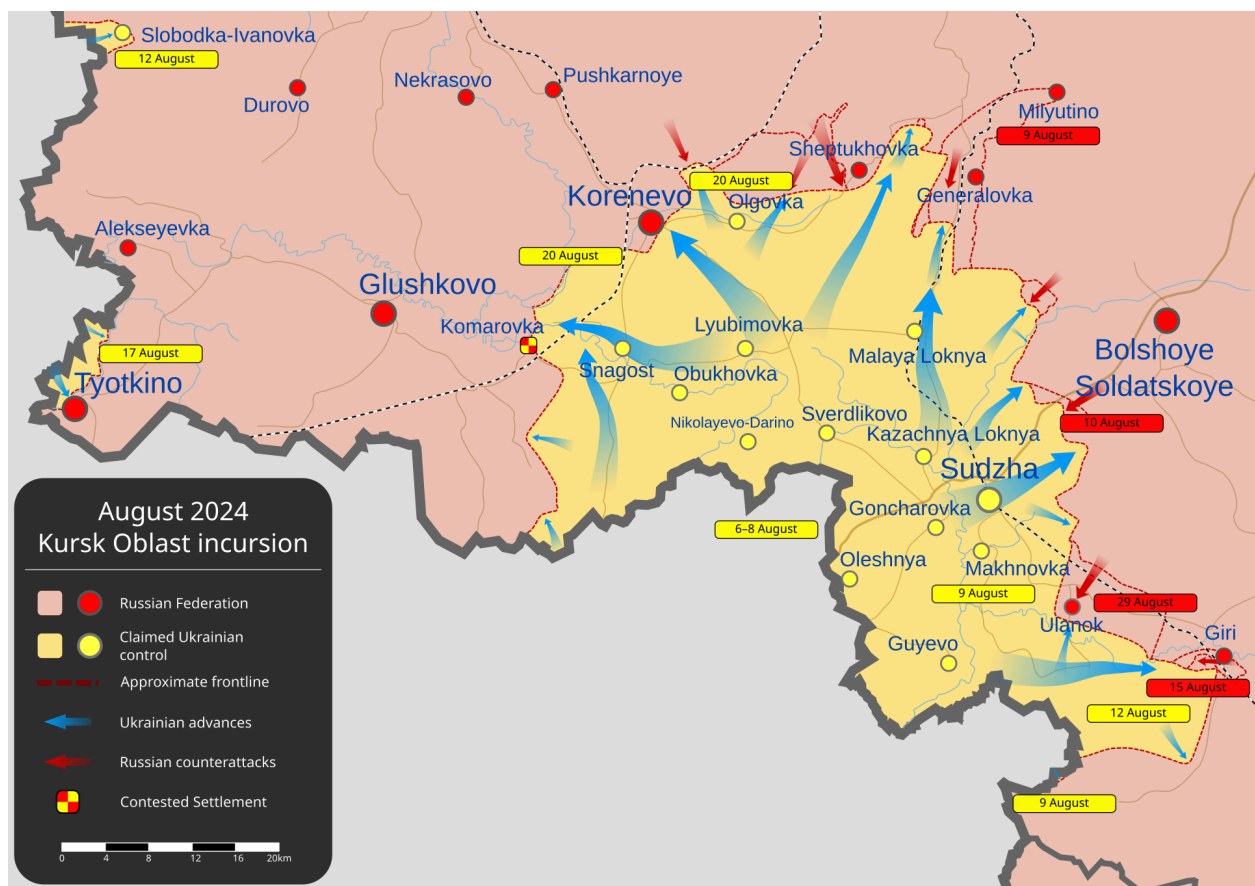 Slobodka-Ivanovka
12 August
Durovo
Nekrasovo
Pushkarnoye
Milyutino
9 August
Sheptukhovka
20 August
Korenevo
Olgovka
Generalovka
Alekseyevka
20 August
Glushkovo
Komarovka
Lyubimovka
Malaya Loknya
Bolshoye
Soldatskoye
17 August
Tyotkino
Snagost
Obukhovka
Nikolayevo-Darino
Sverdlikovo
Kazachnya Loknya
10 August
Sudzha
Goncharovka
6–8 August
Oleshnya
Makhnovka
9 August
29 August
Ulanok
Giri
Guyevo
15 August
12 August
9 August
August 2024
Kursk Oblast incursion
Russian Federation
Claimed Ukrainian
control
Approximate frontline
Ukrainian advances
Russian counterattacks
Contested Settlement
0 4 8 12 16 20km